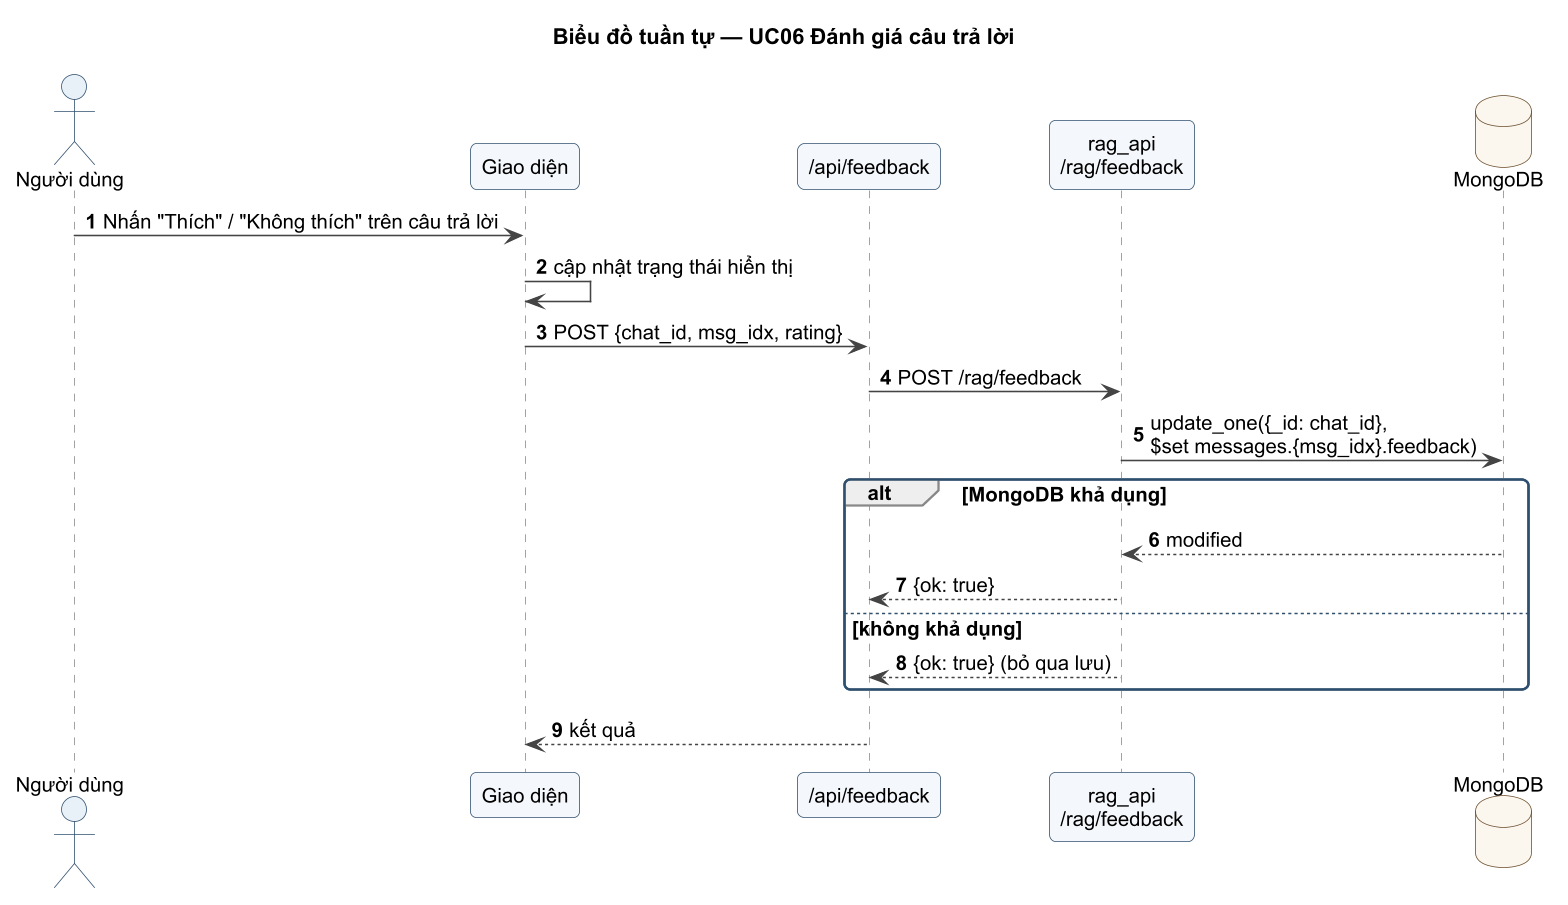 Biểu đồ tuần tự — UC06 Đánh giá câu trả lời
Người dùng
Giao diện
/api/feedback
rag_api
/rag/feedback
MongoDB
1 Nhấn "Thích" / "Không thích" trên câu trả lời
2 cập nhật trạng thái hiển thị
3 POST {chat_id, msg_idx, rating}
4 POST /rag/feedback
5 update_one({_id: chat_id},
$set messages.{msg_idx}.feedback)
alt [MongoDB khả dụng]
6 modified
7 {ok: true}
[không khả dụng]
8 {ok: true} (bỏ qua lưu)
9 kết quả
Người dùng
Giao diện
/api/feedback
rag_api
/rag/feedback
MongoDB